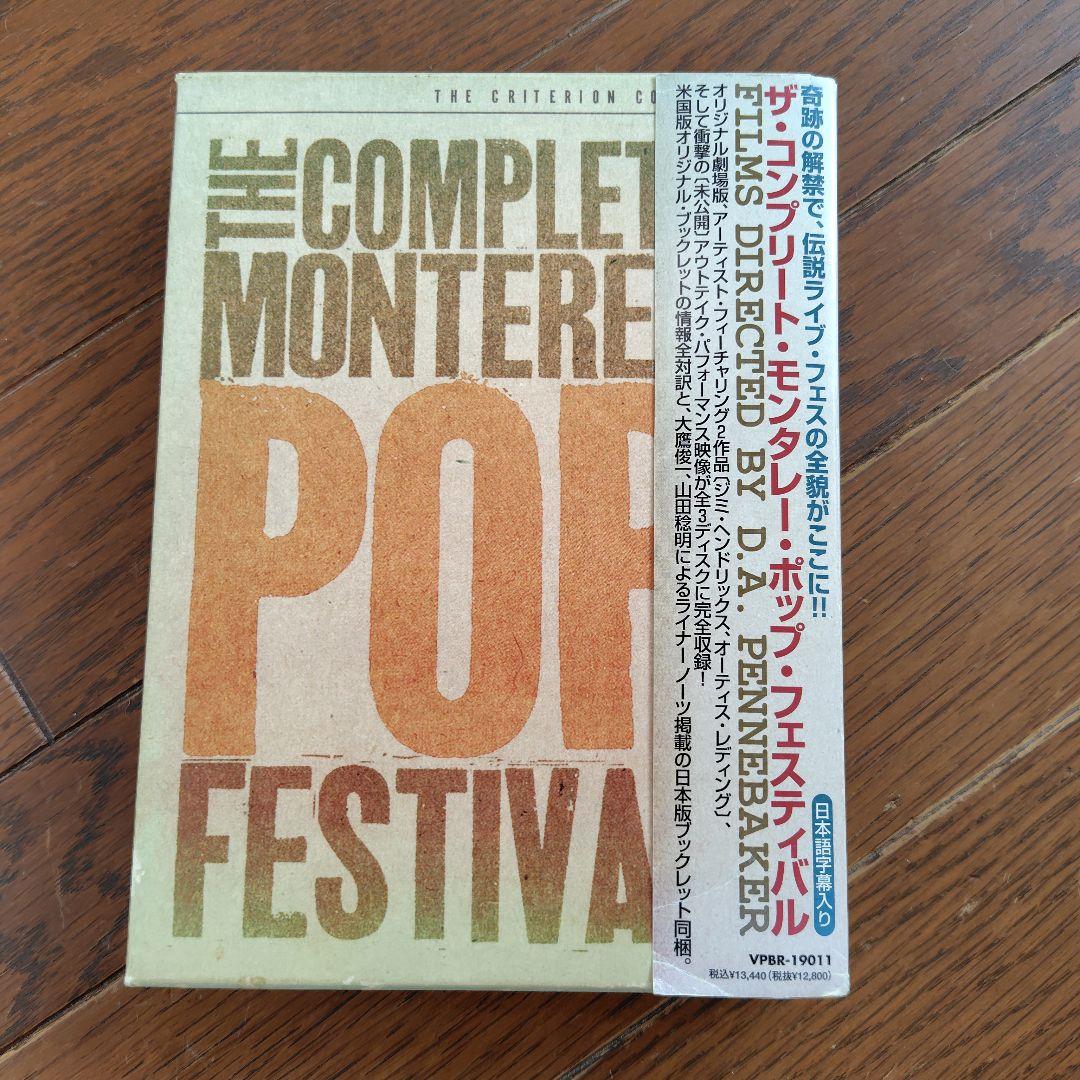 THE CRITERION CO
THE COMPLET
MONTERE
POP
FESTIVA
奇跡の解禁で、伝説ライブ・フェスの全貌がここに!!
ザ・コンプリート・モンタレー・ポップ・フェスティバル
日本語字幕入り
FILMS DIRECTED BY D.A. PENNEBAKER
オリジナル劇場版、アーティスト・フィーチャリング2作品〔ジミ・ヘンドリックス、オーティス・レディング〕、
そして衝撃の〔未公開〕アウトテイク・パフォーマンス映像が全3ディスクに完全収録!
米国版オリジナル・ブックレットの情報全対訳と、大鷹俊一、山田稔明によるライナーノーツ掲載の日本版ブックレット同梱。
VPBR-19011
税込¥13,440(税抜¥12,800)